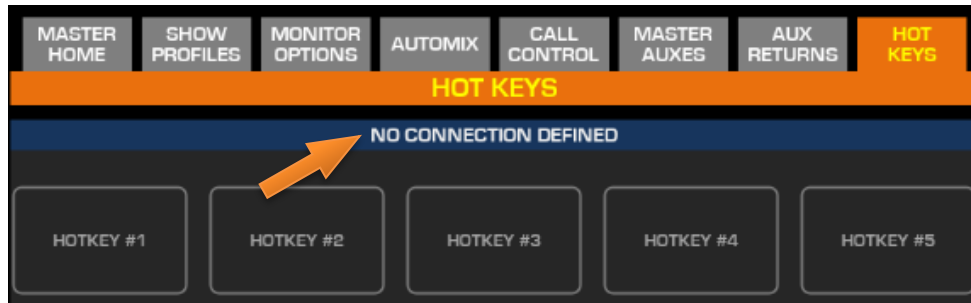 MASTER HOME
SHOW PROFILES
MONITOR OPTIONS
AUTOMIX
CALL CONTROL
MASTER AUXES
AUX RETURNS
HOT KEYS
HOT KEYS
NO CONNECTION DEFINED
HOTKEY #1
HOTKEY #2
HOTKEY #3
HOTKEY #4
HOTKEY #5